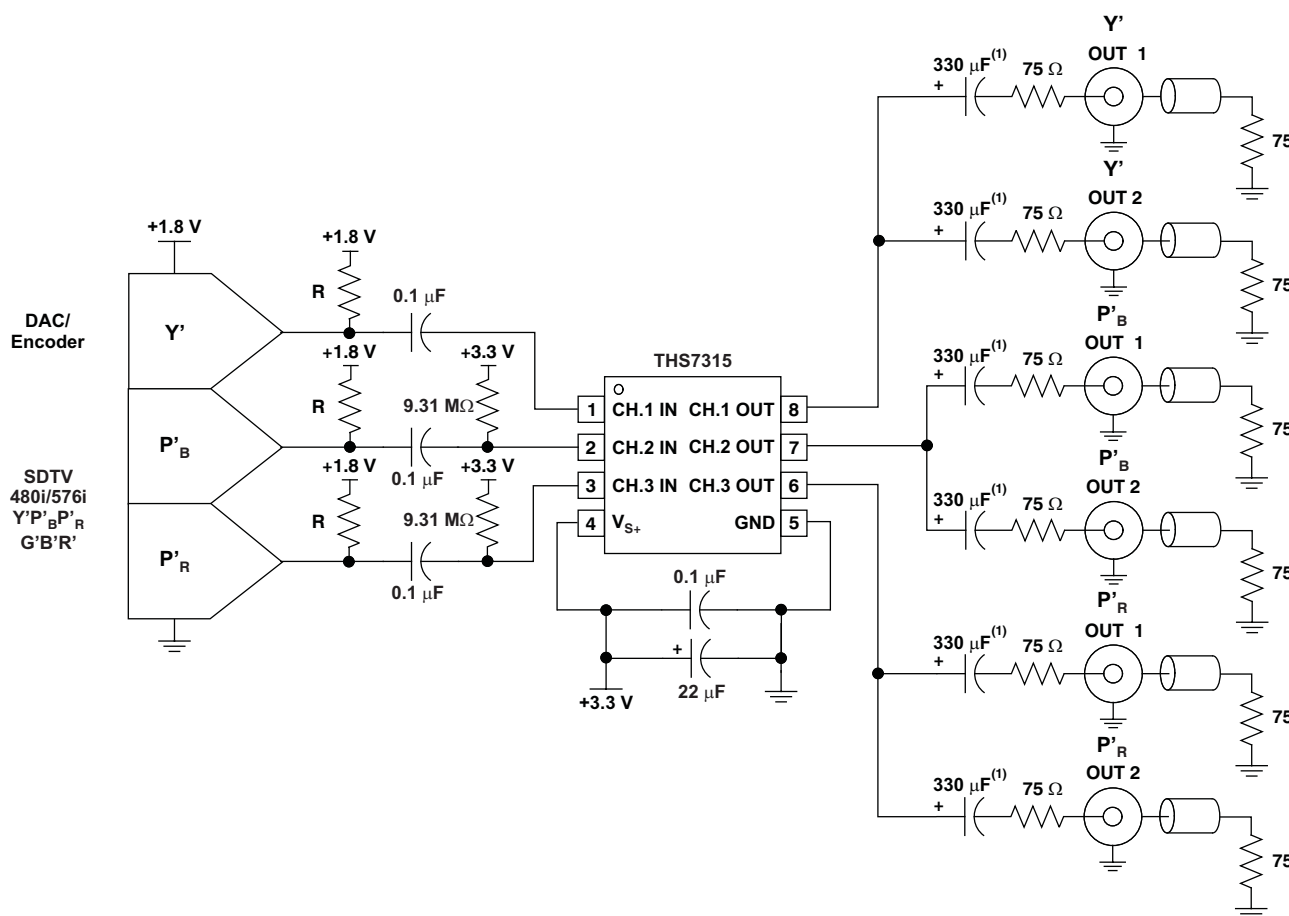 Y'
OUT 1
330 µF(1)
75 Ω
+
75
Y'
OUT 2
330 µF(1)
75 Ω
+
75
+1.8 V
+1.8 V
R
0.1 µF
DAC/
Encoder
Y'
P'B
OUT 1
330 µF(1)
75 Ω
+
75
+1.8 V
+3.3 V
R
9.31 MΩ
0.1 µF
P'B
THS7315
1 CH.1 IN CH.1 OUT 8
2 CH.2 IN CH.2 OUT 7
3 CH.3 IN CH.3 OUT 6
4 VS+ GND 5
P'B
OUT 2
330 µF(1)
75 Ω
+
75
SDTV
480i/576i
Y'P'BP'R
G'B'R'
+1.8 V
+3.3 V
R
9.31 MΩ
0.1 µF
P'R
0.1 µF
+
22 µF
+3.3 V
P'R
OUT 1
330 µF(1)
75 Ω
+
75
P'R
OUT 2
330 µF(1)
75 Ω
+
75